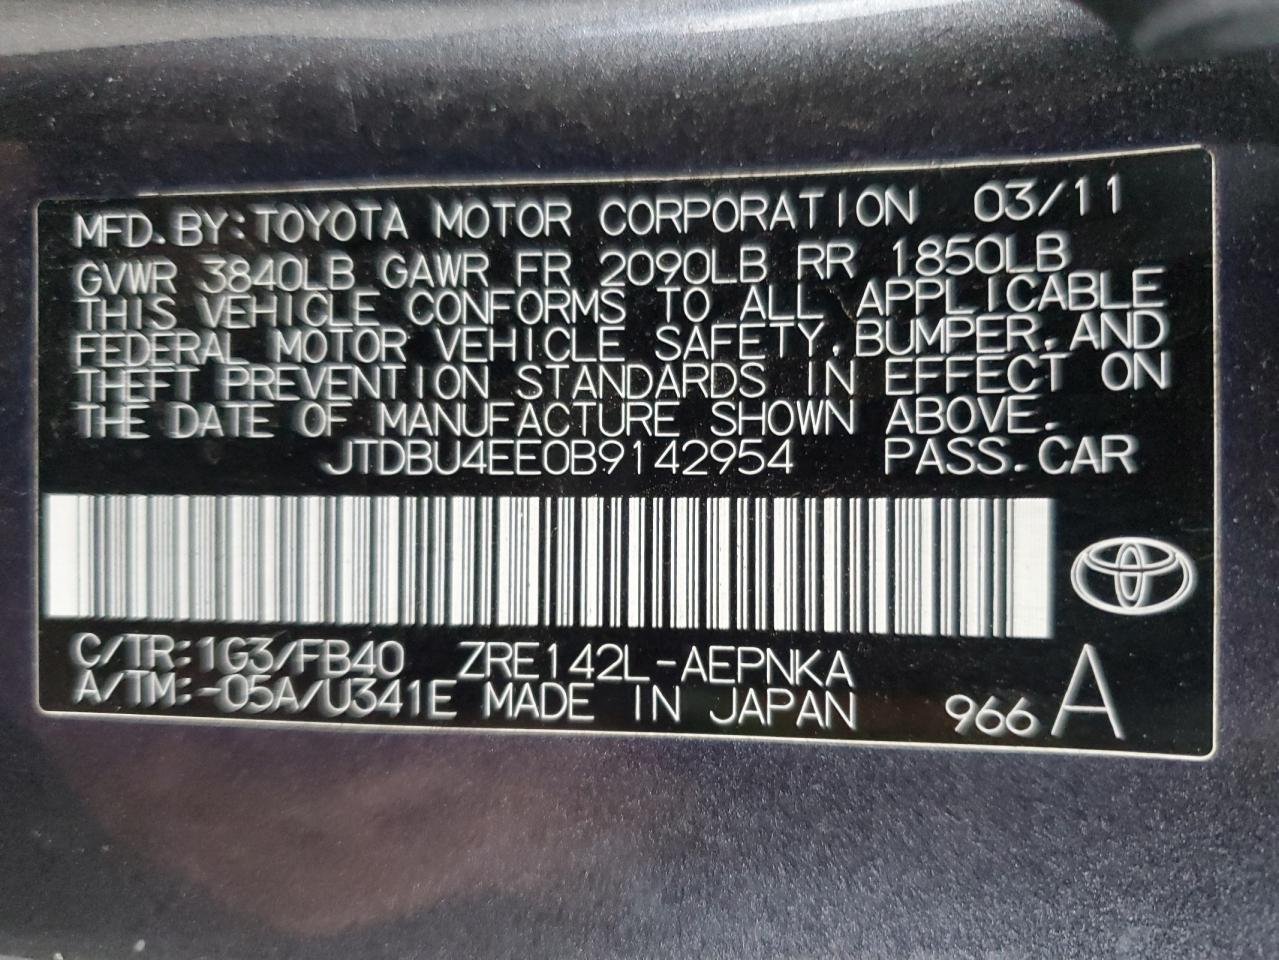 MFD.BY:TOYOTA MOTOR CORPORATION 03/11
GVWR 3840LB GAWR FR 2090LB RR 1850LB
THIS VEHICLE CONFORMS TO ALL APPLICABLE
FEDERAL MOTOR VEHICLE SAFETY,BUMPER,AND
THEFT PREVENTION STANDARDS IN EFFECT ON
THE DATE OF MANUFACTURE SHOWN ABOVE.
JTDBU4EE0B9142954 PASS.CAR
C/TR:1G3/FB40 ZRE142L-AEPNKA
A/TM:-05A/U341E MADE IN JAPAN 966 A